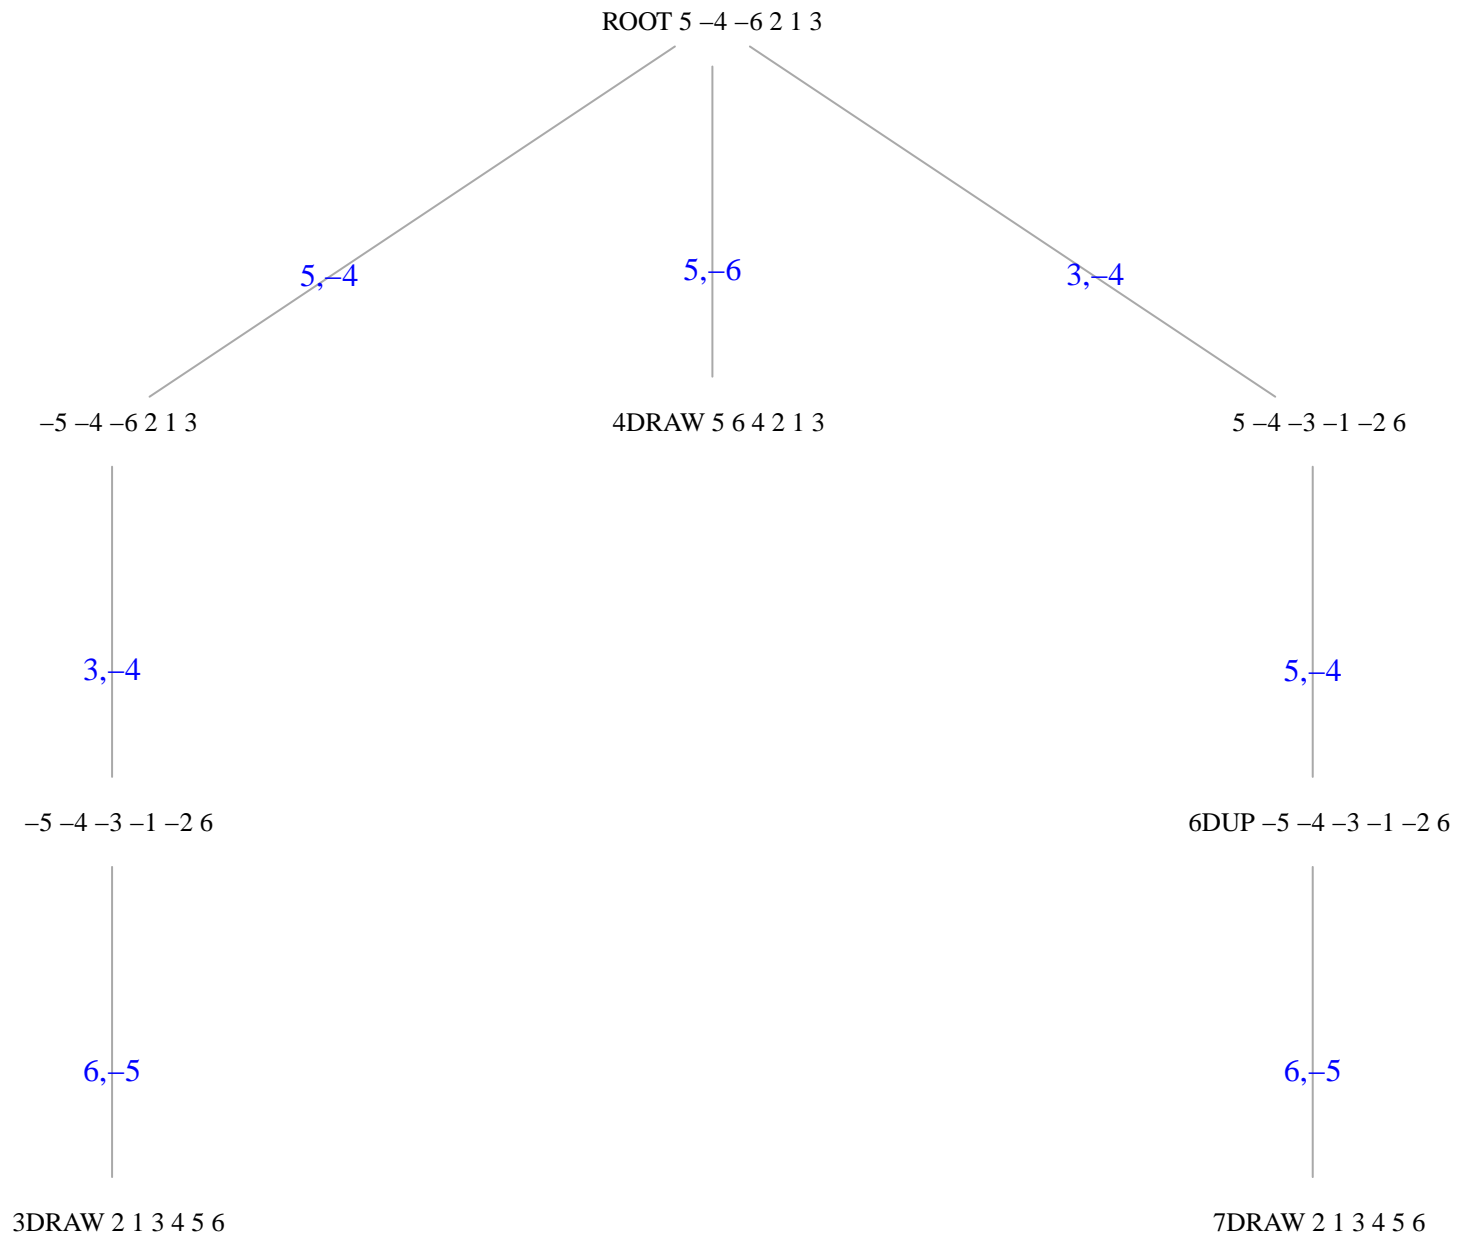 ROOT 5 –4 –6 2 1 3
5,–4
5,–6
3,–4
–5 –4 –6 2 1 3
4DRAW 5 6 4 2 1 3
5 –4 –3 –1 –2 6
3,–4
5,–4
–5 –4 –3 –1 –2 6
6DUP –5 –4 –3 –1 –2 6
6,–5
6,–5
3DRAW 2 1 3 4 5 6
7DRAW 2 1 3 4 5 6